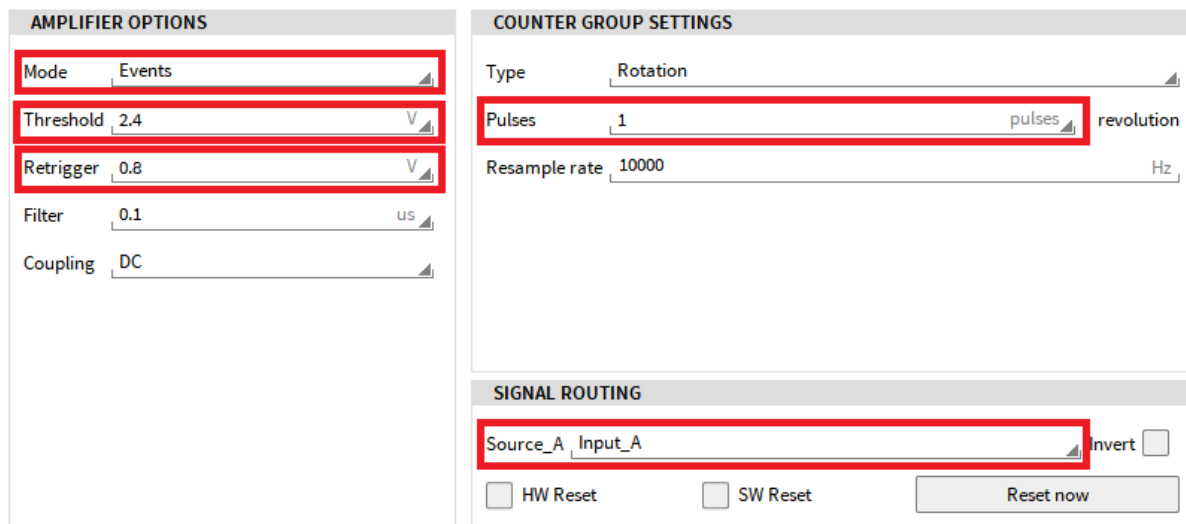 AMPLIFIER OPTIONS
Mode Events
Threshold 2.4 V
Retrigger 0.8 V
Filter 0.1 us
Coupling DC
COUNTER GROUP SETTINGS
Type Rotation
Pulses 1 pulses revolution
Resample rate 10000 Hz
SIGNAL ROUTING
Source_A Input_A Invert
HW Reset SW Reset Reset now